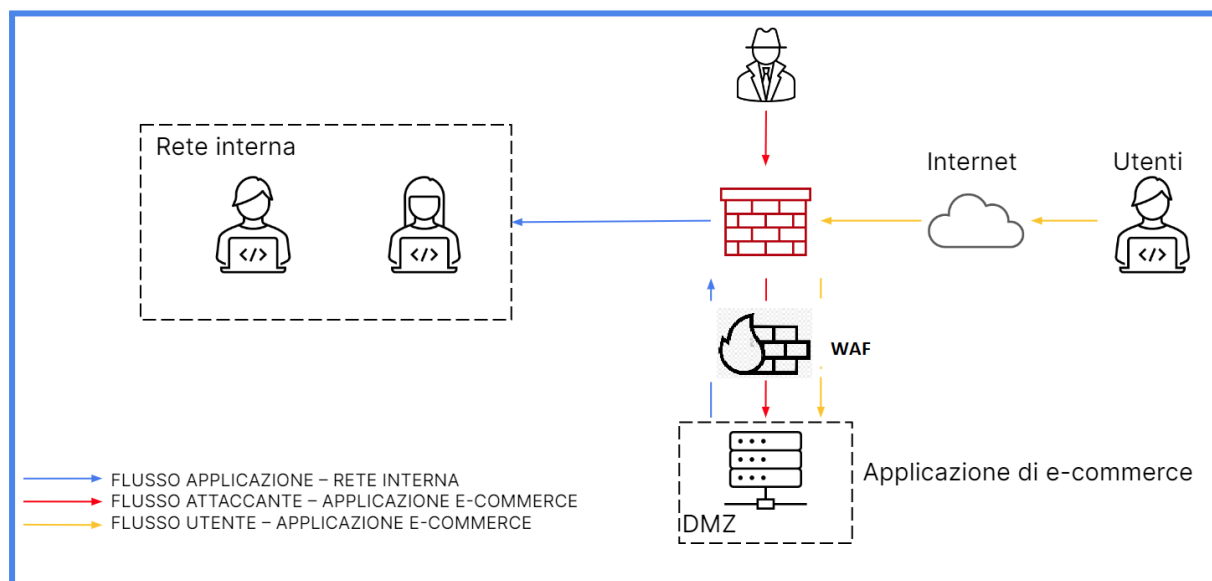 Rete interna
Internet
Utenti
</>
</>
</>
WAF
Applicazione di e-commerce
DMZ
FLUSSO APPLICAZIONE – RETE INTERNA
FLUSSO ATTACCANTE – APPLICAZIONE E-COMMERCE
FLUSSO UTENTE – APPLICAZIONE E-COMMERCE